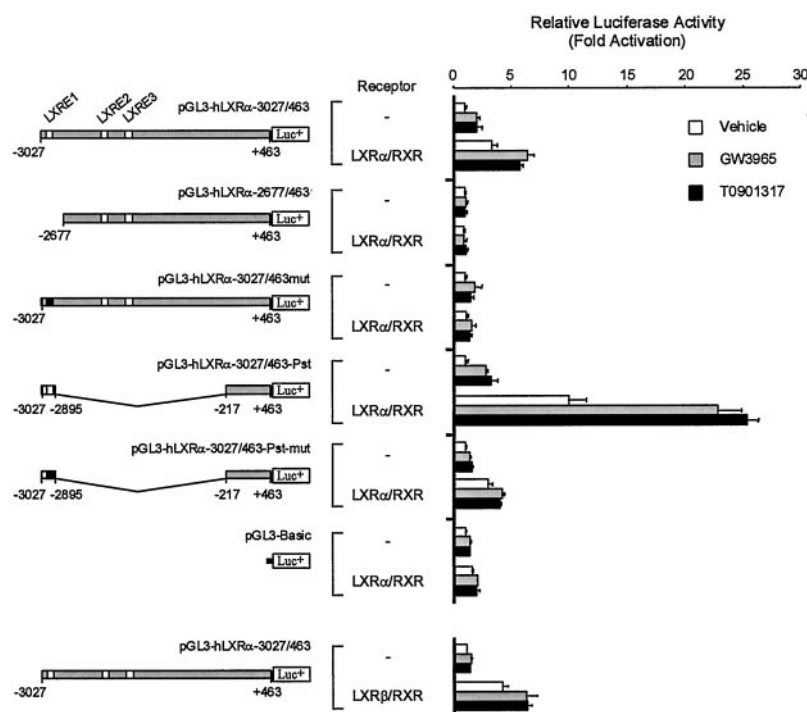 Relative Luciferase Activity
(Fold Activation)
Receptor
0 5 10 15 20 25 30
LXRE1 LXRE2 LXRE3
pGL3-hLXRα-3027/463
-
Luc+
-3027 +463
LXRα/RXR
Vehicle
GW3965
T0901317
pGL3-hLXRα-2677/463
-
Luc+
-2677 +463
LXRα/RXR
pGL3-hLXRα-3027/463mut
-
Luc+
-3027 +463
LXRα/RXR
pGL3-hLXRα-3027/463-Pst
-
Luc+
-3027 -2895 -217 +463
LXRα/RXR
pGL3-hLXRα-3027/463-Pst-mut
-
Luc+
-3027 -2895 -217 +463
LXRα/RXR
pGL3-Basic
-
Luc+
LXRα/RXR
pGL3-hLXRα-3027/463
-
Luc+
-3027 +463
LXRβ/RXR